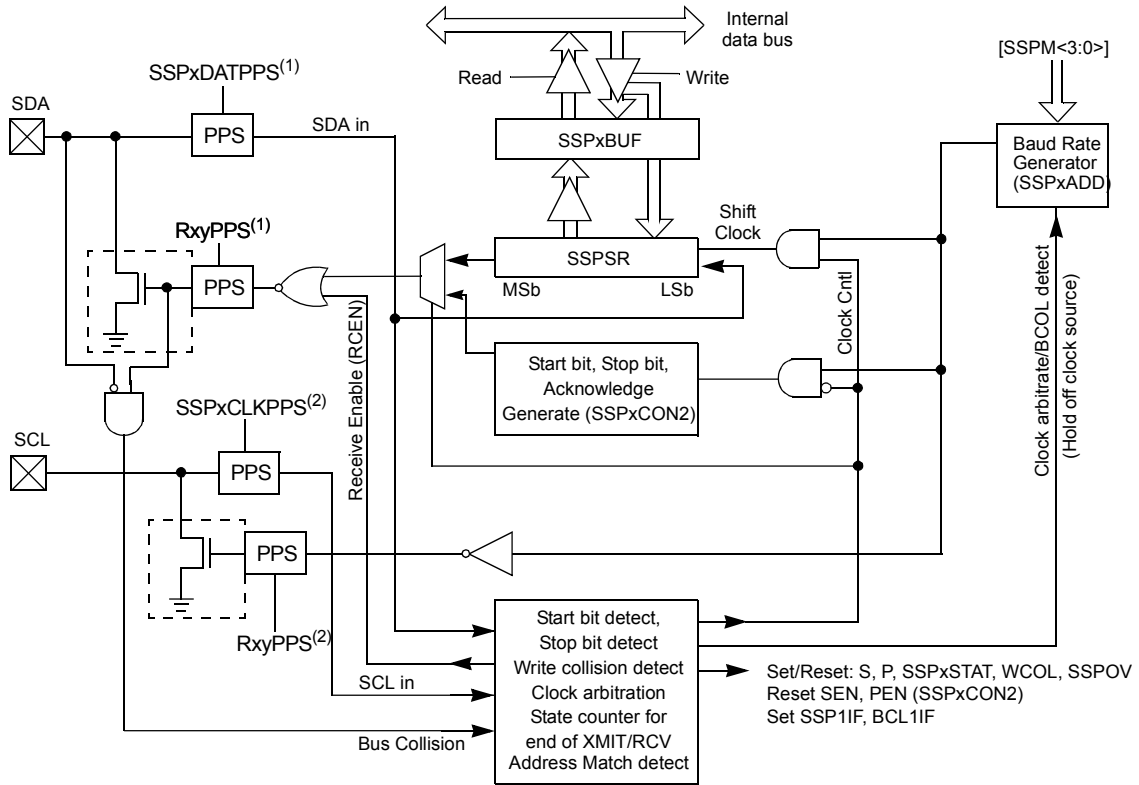 Internal
data bus
[SSPM<3:0>]
Read
Write
SSPxDATPPS(1)
SDA
PPS
SDA in
SSPxBUF
Baud Rate
Generator
(SSPxADD)
RxyPPS(1)
PPS
Shift
Clock
SSPSR
MSb
LSb
Receive Enable (RCEN)
Clock Cntl
Clock arbitrate/BCOL detect
(Hold off clock source)
Start bit, Stop bit,
Acknowledge
Generate (SSPxCON2)
SSPxCLKPPS(2)
SCL
PPS
PPS
RxyPPS(2)
SCL in
Bus Collision
Start bit detect,
Stop bit detect
Write collision detect
Clock arbitration
State counter for
end of XMIT/RCV
Address Match detect
Set/Reset: S, P, SSPxSTAT, WCOL, SSPOV
Reset SEN, PEN (SSPxCON2)
Set SSP1IF, BCL1IF